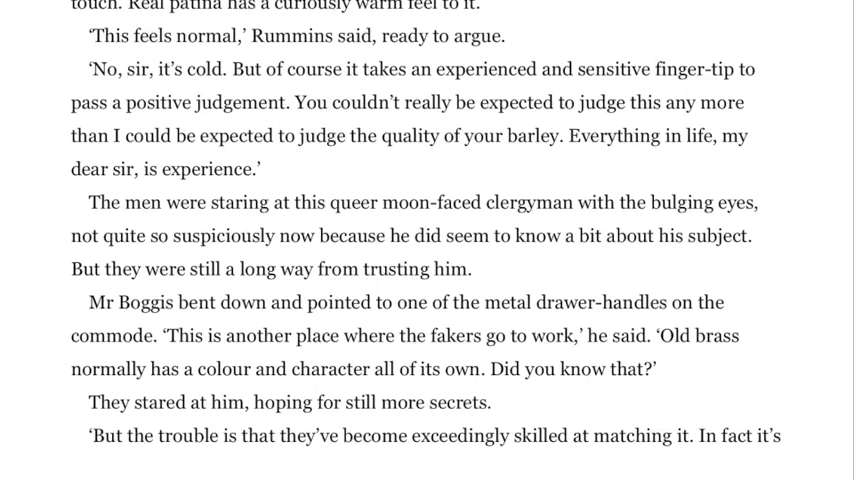 touch. Real patina has a curiously warm feel to it.
‘This feels normal,’ Rummins said, ready to argue.
‘No, sir, it’s cold. But of course it takes an experienced and sensitive finger-tip to
pass a positive judgement. You couldn’t really be expected to judge this any more
than I could be expected to judge the quality of your barley. Everything in life, my
dear sir, is experience.’
The men were staring at this queer moon-faced clergyman with the bulging eyes,
not quite so suspiciously now because he did seem to know a bit about his subject.
But they were still a long way from trusting him.
Mr Boggis bent down and pointed to one of the metal drawer-handles on the
commode. ‘This is another place where the fakers go to work,’ he said. ‘Old brass
normally has a colour and character all of its own. Did you know that?’
They stared at him, hoping for still more secrets.
‘But the trouble is that they’ve become exceedingly skilled at matching it. In fact it’s